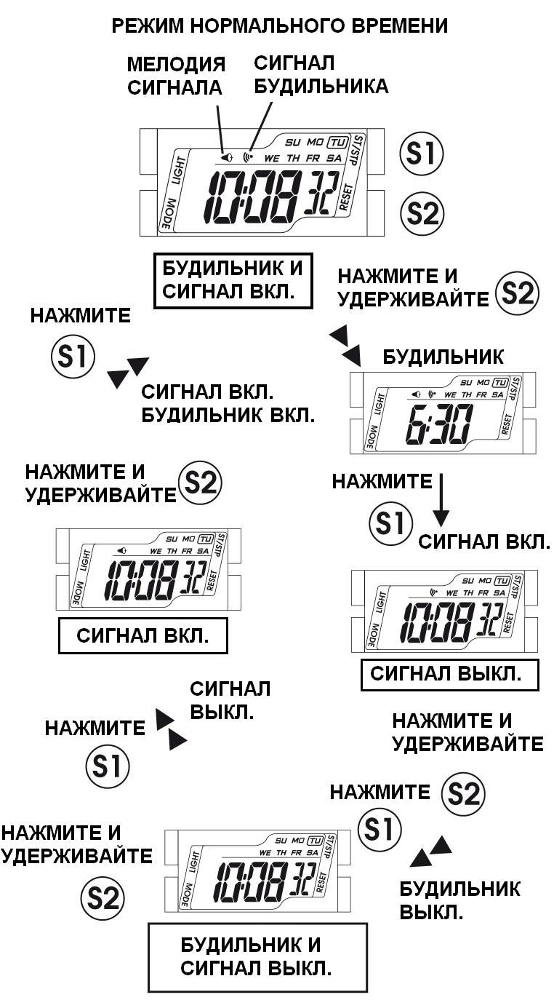 РЕЖИМ НОРМАЛЬНОГО ВРЕМЕНИ
МЕЛОДИЯ
СИГНАЛА
СИГНАЛ
БУДИЛЬНИКА
SU MO TU
WE TH FR SA
10:08 32
LIGHT
MODE
ST/STP
RESET
S1
S2
БУДИЛЬНИК И
СИГНАЛ ВКЛ.
НАЖМИТЕ И
УДЕРЖИВАЙТЕ S2
НАЖМИТЕ
S1
СИГНАЛ ВКЛ.
БУДИЛЬНИК ВКЛ.
БУДИЛЬНИК
SU MO TU
WE TH FR SA
6:30
LIGHT
MODE
ST/STP
RESET
НАЖМИТЕ И
УДЕРЖИВАЙТЕ S2
НАЖМИТЕ
S1
СИГНАЛ ВКЛ.
SU MO TU
WE TH FR SA
10:08 32
LIGHT
MODE
ST/STP
RESET
СИГНАЛ ВКЛ.
SU MO TU
WE TH FR SA
10:08 32
LIGHT
MODE
ST/STP
RESET
СИГНАЛ ВЫКЛ.
СИГНАЛ
ВЫКЛ.
НАЖМИТЕ
S1
НАЖМИТЕ И
УДЕРЖИВАЙТЕ
S2
НАЖМИТЕ
S1
НАЖМИТЕ И
УДЕРЖИВАЙТЕ
S2
SU MO TU
WE TH FR SA
10:08 32
LIGHT
MODE
ST/STP
RESET
БУДИЛЬНИК
ВЫКЛ.
БУДИЛЬНИК И
СИГНАЛ ВЫКЛ.